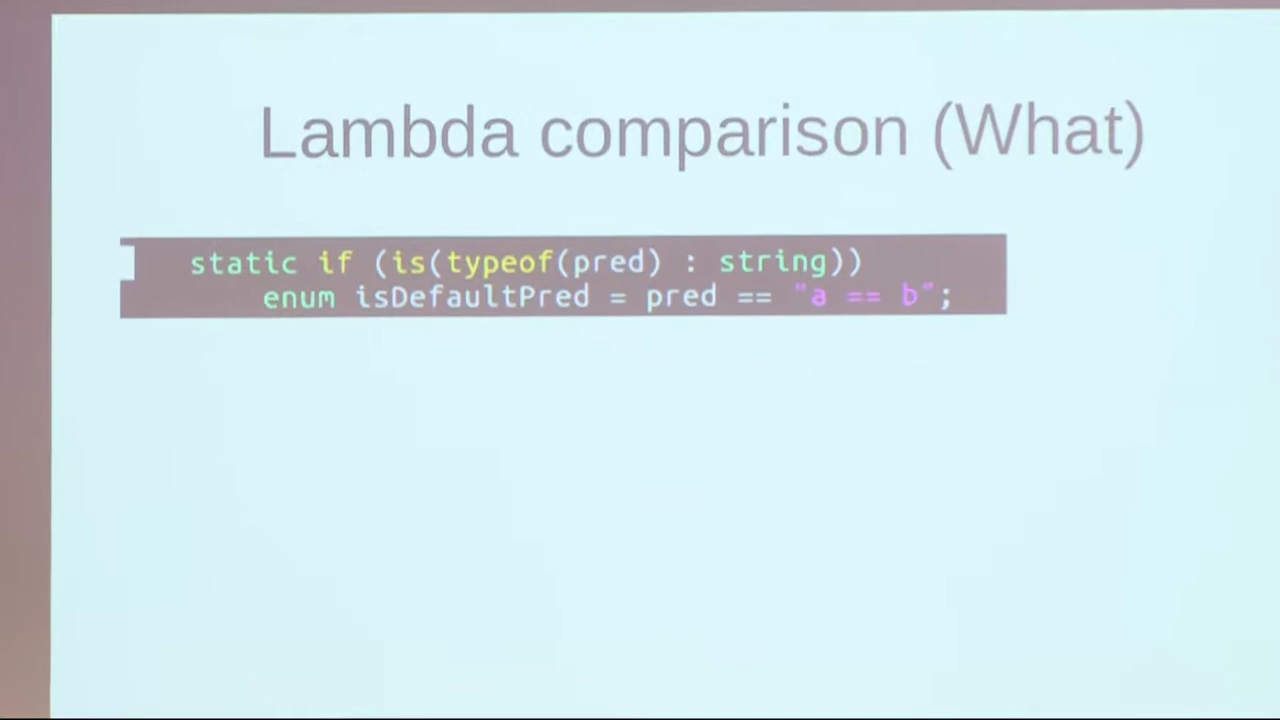 Lambda comparison (What)
static if (is(typeof(pred) : string))
enum isDefaultPred = pred == "a == b";